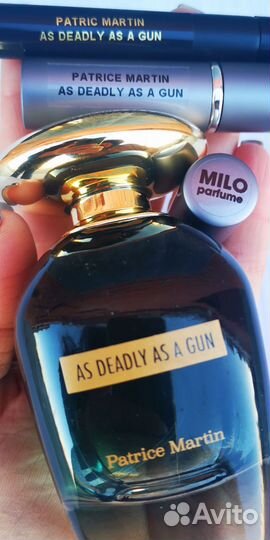 PATRIC MARTIN
AS DEADLY AS A GUN
PATRICE MARTIN
AS DEADLY AS A GUN
MILO
parfume
AS DEADLY AS A GUN
Patrice Martin
Avito